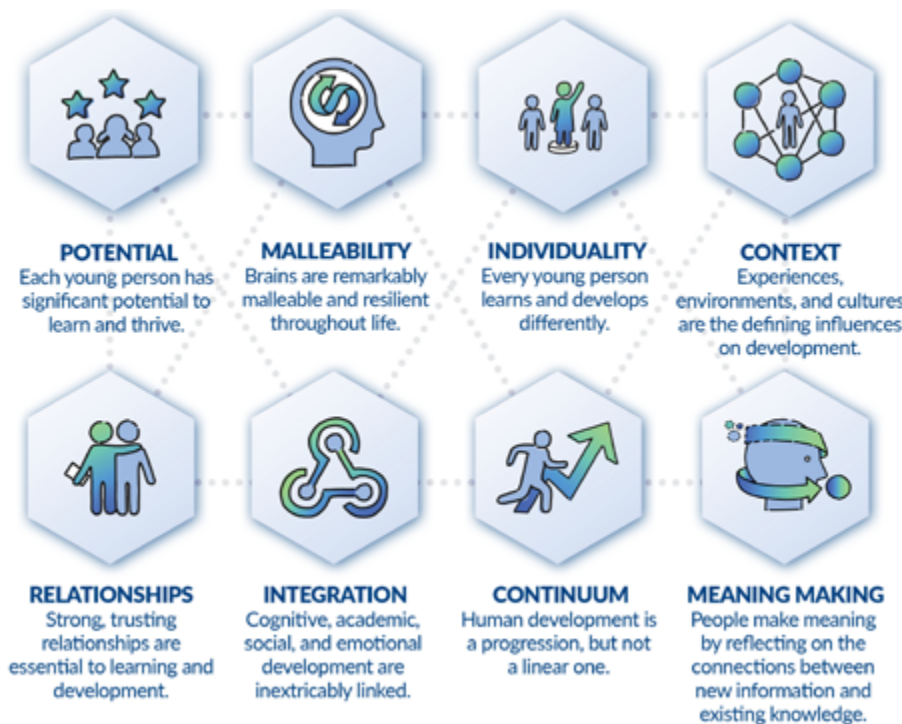 POTENTIAL
Each young person has
significant potential to
learn and thrive.
MALLEABILITY
Brains are remarkably
malleable and resilient
throughout life.
INDIVIDUALITY
Every young person
learns and develops
differently.
CONTEXT
Experiences,
environments, and cultures
are the defining influences
on development.
RELATIONSHIPS
Strong, trusting
relationships are
essential to learning and
development.
INTEGRATION
Cognitive, academic,
social, and emotional
development are
inextricably linked.
CONTINUUM
Human development is
a progression, but not
a linear one.
MEANING MAKING
People make meaning
by reflecting on the
connections between
new information and
existing knowledge.